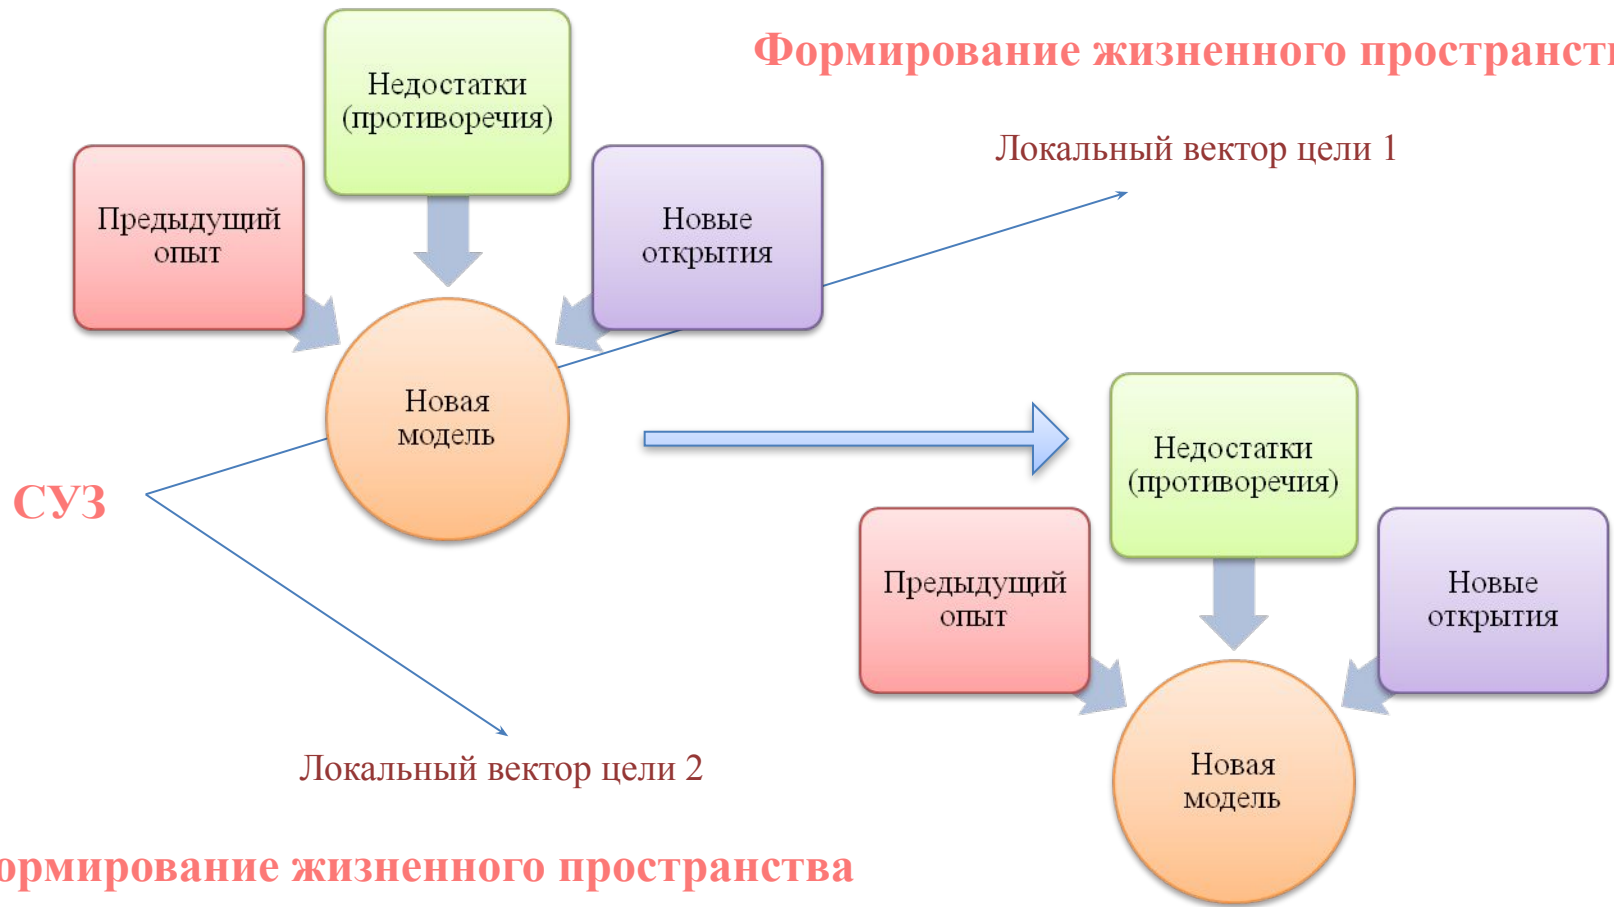 Формирование жизненного пространст
Недостатки
(противоречия)
Локальный вектор цели 1
Предыдущий
опыт
Новые
открытия
Новая
модель
СУЗ
Недостатки
(противоречия)
Предыдущий
опыт
Новые
открытия
Локальный вектор цели 2
Новая
модель
ормирование жизненного пространства